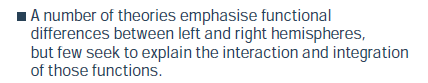 ■ A number of theories emphasise functional
differences between left and right hemispheres,
but few seek to explain the interaction and integration
of those functions.